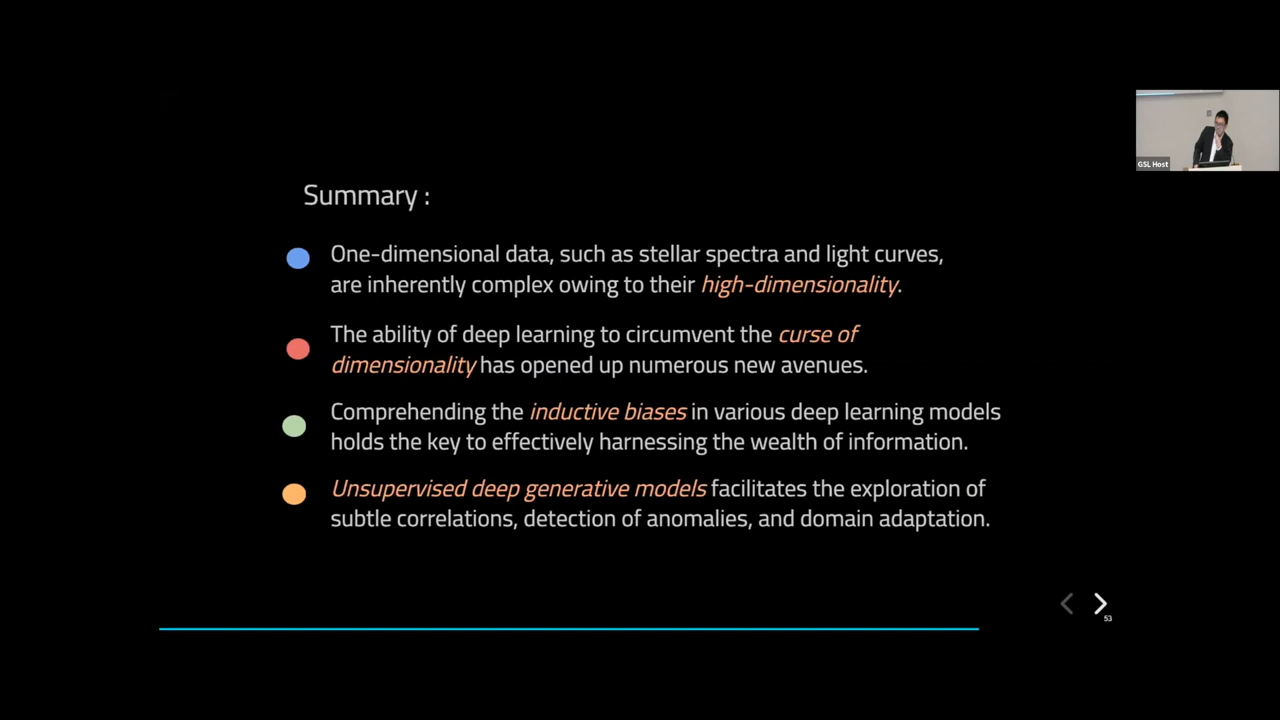 GSL Host
Summary :
One-dimensional data, such as stellar spectra and light curves,
are inherently complex owing to their high-dimensionality.
The ability of deep learning to circumvent the curse of
dimensionality has opened up numerous new avenues.
Comprehending the inductive biases in various deep learning models
holds the key to effectively harnessing the wealth of information.
Unsupervised deep generative models facilitates the exploration of
subtle correlations, detection of anomalies, and domain adaptation.
53